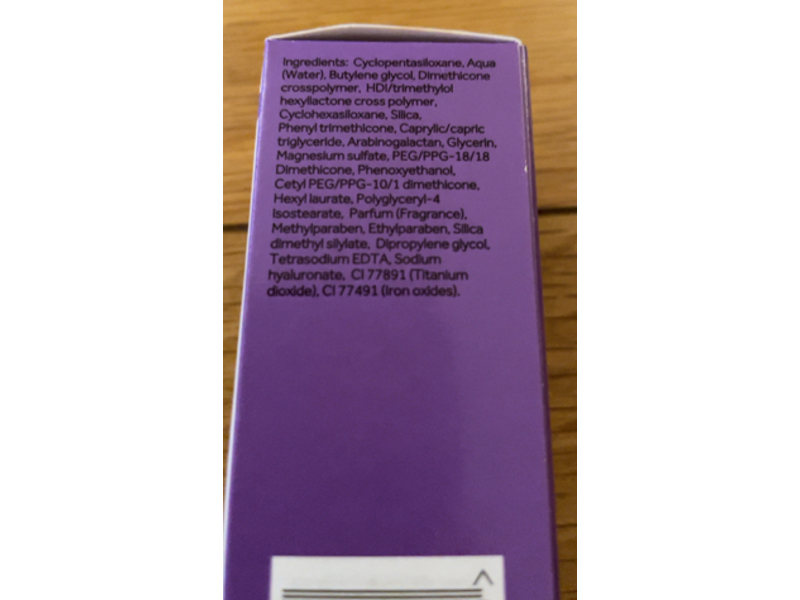 Ingredients: Cyclopentasiloxane, Aqua
(Water), Butylene glycol, Dimethicone
crosspolymer, HDI/trimethylol
hexyllactone cross polymer,
Cyclohexasiloxane, Silica,
Phenyl trimethicone, Caprylic/capric
triglyceride, Arabinogalactan, Glycerin,
Magnesium sulfate, PEG/PPG-18/18
Dimethicone, Phenoxyethanol,
Cetyl PEG/PPG-10/1 dimethicone,
Hexyl laurate, Polyglyceryl-4
Isostearate, Parfum (Fragrance),
Methylparaben, Ethylparaben, Silica
dimethyl silylate, Dipropylene glycol,
Tetrasodium EDTA, Sodium
hyaluronate, CI 77891 (Titanium
dioxide), CI 77491 (Iron oxides).